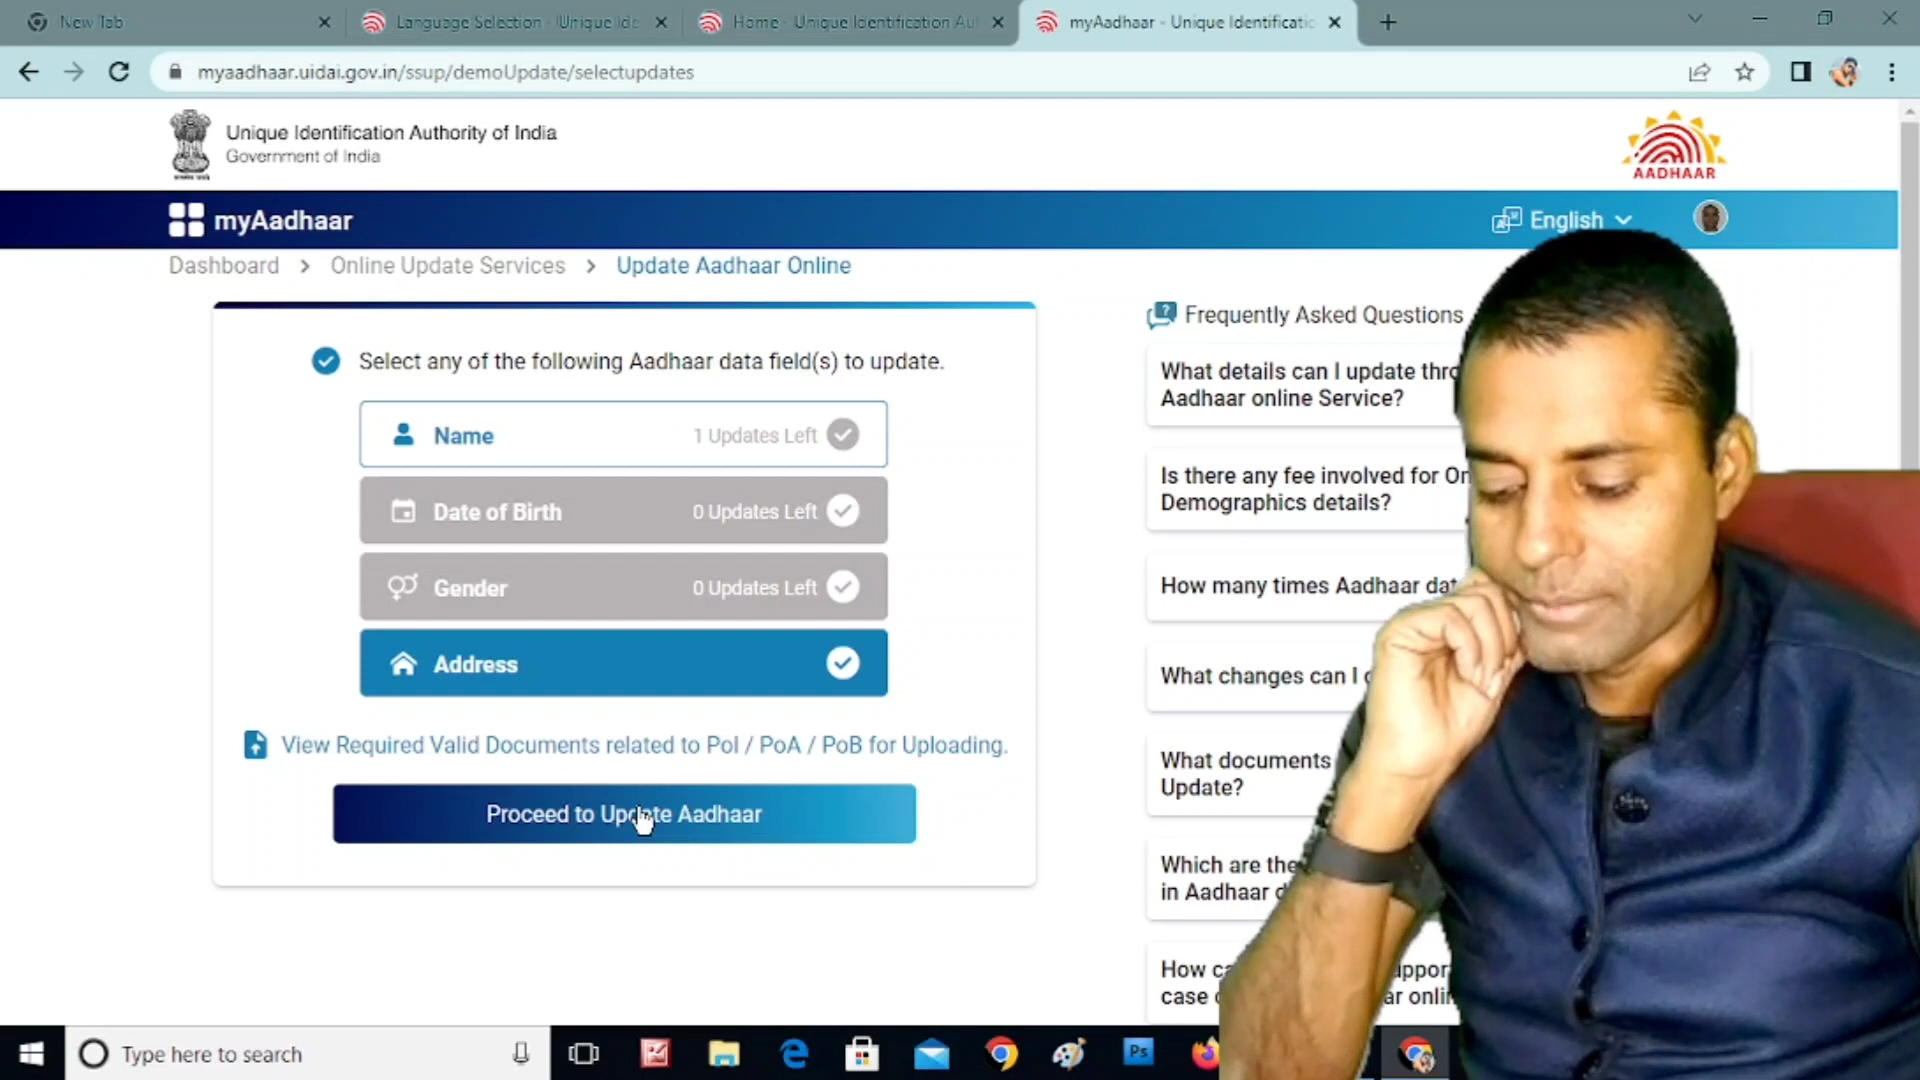 New Tab
Language Selection - Unique Ide
Home - Unique Identification Au
myAadhaar - Unique Identificatic
myaadhaar.uidai.gov.in/ssup/demoUpdate/selectupdates
Unique Identification Authority of India
Government of India
AADHAAR
myAadhaar
English
Dashboard > Online Update Services > Update Aadhaar Online
Select any of the following Aadhaar data field(s) to update.
Name 1 Updates Left
Date of Birth 0 Updates Left
Gender 0 Updates Left
Address
View Required Valid Documents related to PoI / PoA / PoB for Uploading.
Proceed to Update Aadhaar
Frequently Asked Questions
What details can I update thro
Aadhaar online Service?
Is there any fee involved for On
Demographics details?
How many times Aadhaar dat
What changes can I
What documents
Update?
Which are the
in Aadhaar d
How ca
uppor
case
ar onlin
Type here to search
Ps